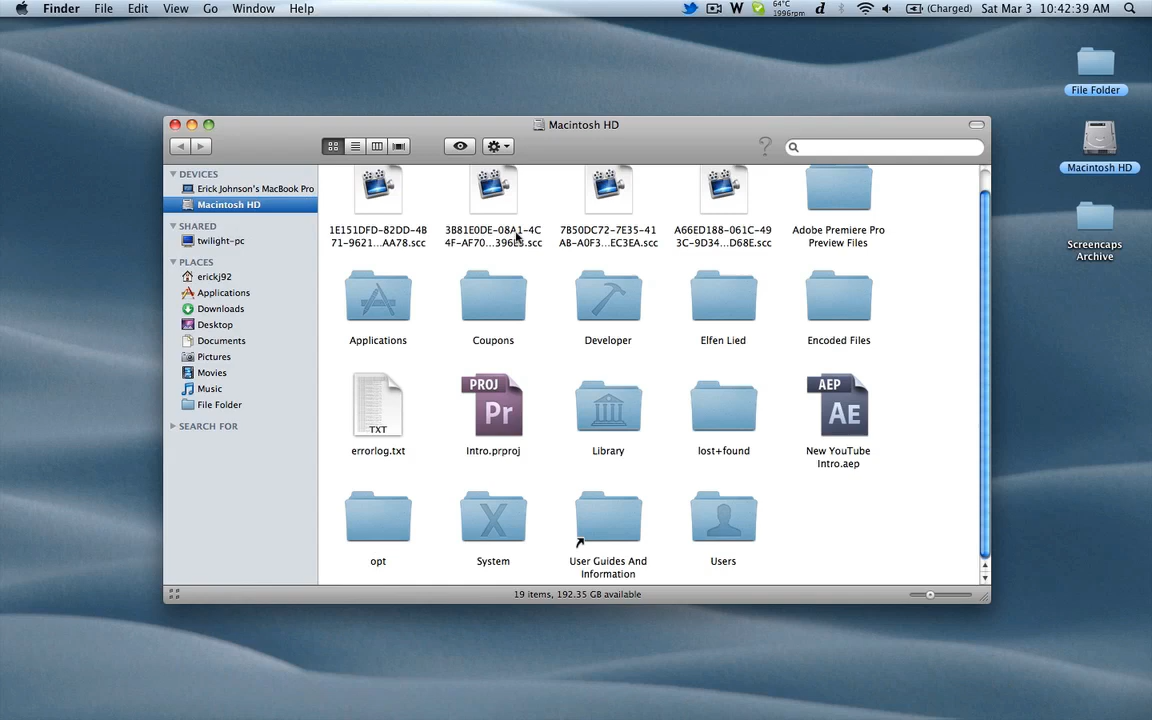 Finder File Edit View Go Window Help W 64°C 1996rpm d (Charged) Sat Mar 3 10:42:39 AM
File Folder
Macintosh HD
Screencaps
Archive
Macintosh HD
?
DEVICES
Erick Johnson's MacBook Pro
Macintosh HD
SHARED
twilight-pc
PLACES
erickj92
Applications
Downloads
Desktop
Documents
Pictures
Movies
Music
File Folder
SEARCH FOR
1E151DFD-82DD-4B
71-9621...AA78.scc
3B81E0DE-08A1-4C
4F-AF70...396E3.scc
7B50DC72-7E35-41
AB-A0F3...EC3EA.scc
A66ED188-061C-49
3C-9D34...D68E.scc
Adobe Premiere Pro
Preview Files
Applications
Coupons
Developer
Elfen Lied
Encoded Files
TXT
errorlog.txt
PROJ
Pr
Intro.prproj
Library
lost+found
AEP
AE
New YouTube
Intro.aep
opt
X
System
User Guides And
Information
Users
19 items, 192.35 GB available